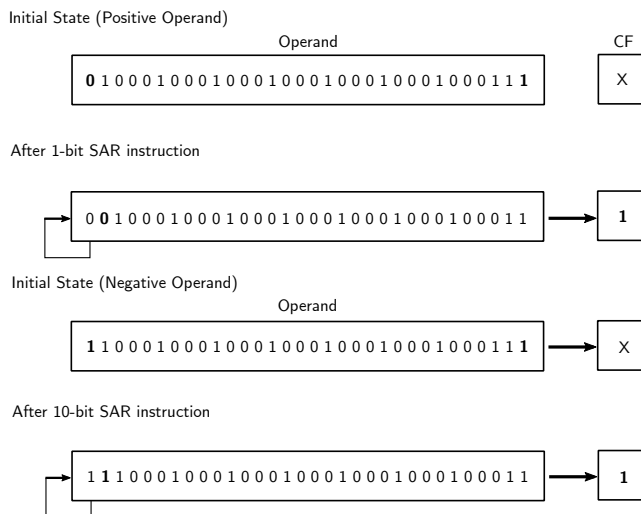 Initial State (Positive Operand)
Operand CF
0 1 0 0 0 1 0 0 0 1 0 0 0 1 0 0 0 1 0 0 0 1 0 0 0 1 0 0 0 1 1 1 X
After 1-bit SAR instruction
0 0 1 0 0 0 1 0 0 0 1 0 0 0 1 0 0 0 1 0 0 0 1 0 0 0 1 0 0 0 1 1 1
Initial State (Negative Operand)
Operand
1 1 0 0 0 1 0 0 0 1 0 0 0 1 0 0 0 1 0 0 0 1 0 0 0 1 0 0 0 1 1 1 X
After 10-bit SAR instruction
1 1 1 0 0 0 1 0 0 0 1 0 0 0 1 0 0 0 1 0 0 0 1 0 0 0 1 0 0 0 1 1 1